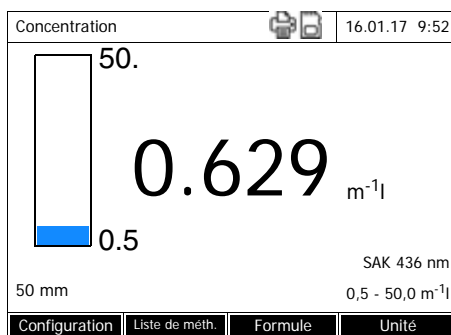 Concentration 16.01.17 9:52
50.
0.629 m⁻¹l
0.5
SAK 436 nm
50 mm 0,5 - 50,0 m⁻¹l
Configuration Liste de méth. Formule Unité